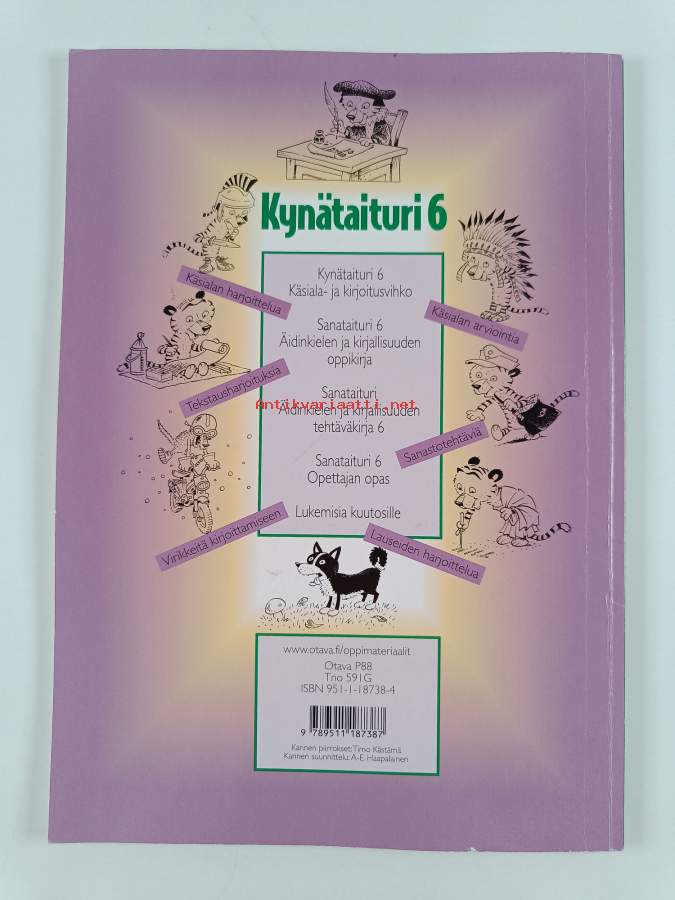 Kynätaituri 6
Käsialan harjoittelua
Käsialan arviointia
Kynätaituri 6
Käsiala- ja kirjoitusvihko
Sanataituri 6
Äidinkielen ja kirjallisuuden
oppikirja
Tekstausharjoituksia
Sanataituri
Antikvariaatti.net
Äidinkielen ja kirjallisuuden
tehtäväkirja 6
Sanastotehtäviä
Sanataituri 6
Opettajan opas
Lukemisia kuutosille
Virikkeitä kirjoittamiseen
Lauseiden harjoittelua
www.otava.fi/oppimateriaalit
Otava P88
Tno 591G
ISBN 951-1-18738-4
9 789511 187387
Kannen piirrokset: Timo Kästämä
Kannen suunnittelu: A-E. Haapalainen